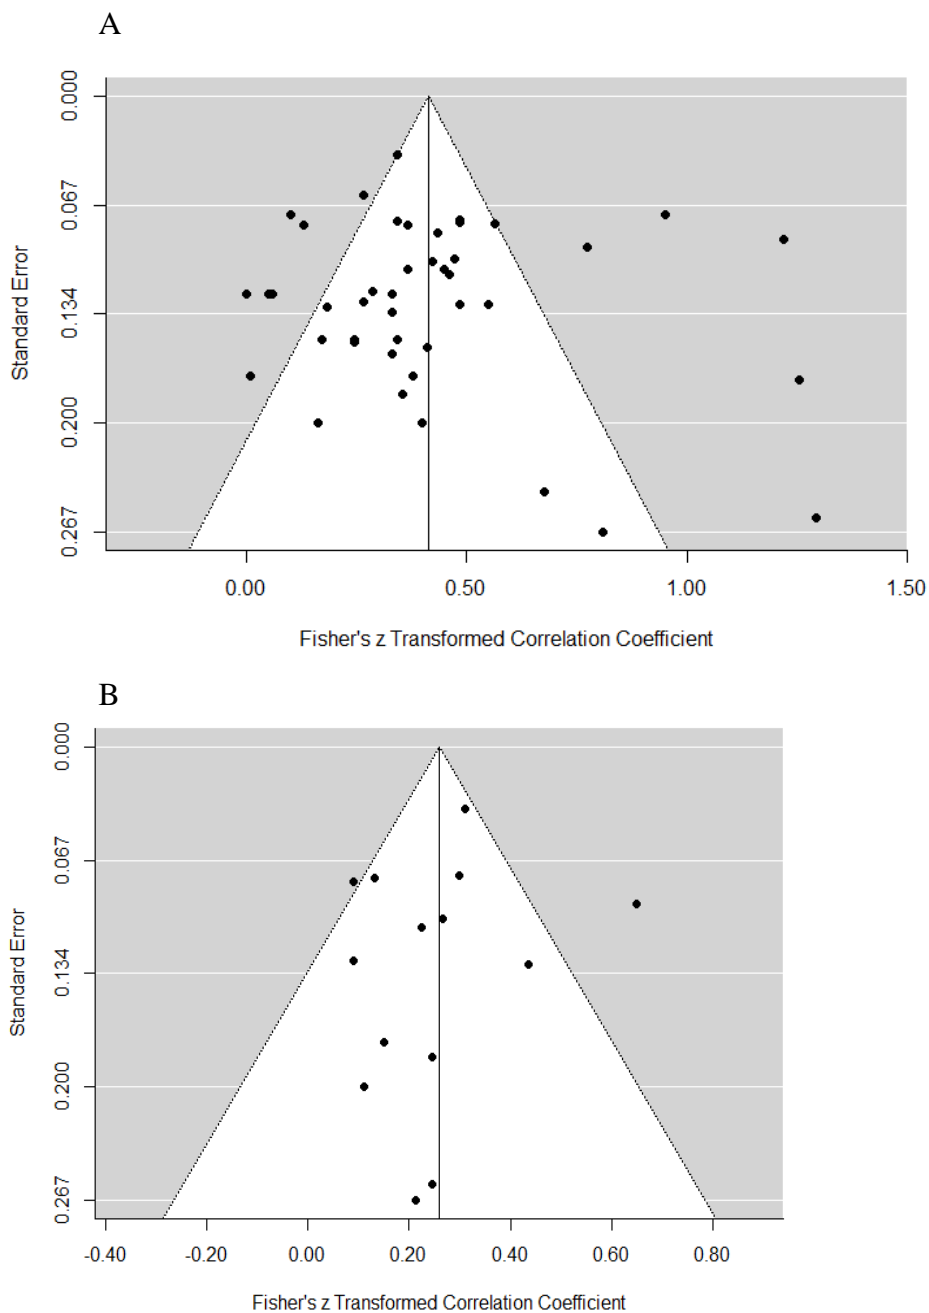 A
0.000
0.067
0.134
0.200
0.267
Standard Error
0.00 0.50 1.00 1.50
Fisher's z Transformed Correlation Coefficient
B
0.000
0.067
0.134
0.200
0.267
Standard Error
-0.40 -0.20 0.00 0.20 0.40 0.60 0.80
Fisher's z Transformed Correlation Coefficient